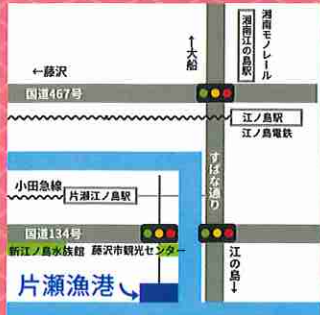 湘南モノレール
湘南江の島駅
↑大船
←藤沢
国道467号
江ノ島駅
江ノ島電鉄
すばな通り
小田急線
片瀬江ノ島駅
国道134号
新江ノ島水族館
藤沢市観光センター
江の島→
片瀬漁港